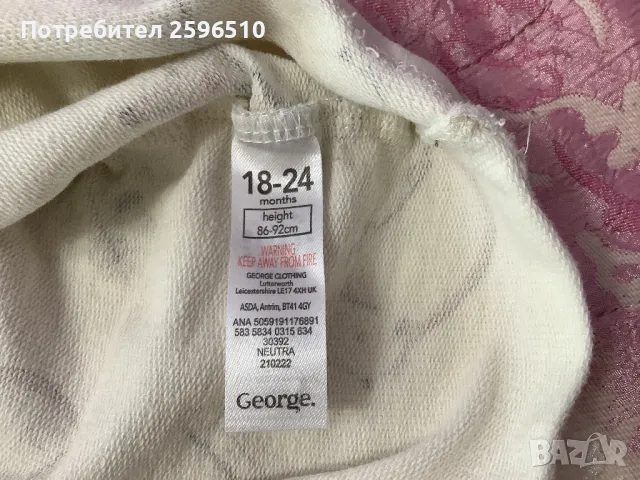 Потребител 2596510
18-24
months
height
86-92cm
WARNING
KEEP AWAY FROM FIRE
GEORGE CLOTHING
Lutterworth
Leicestershire LE17 4XH UK
ASDA, Antrim, BT41 4GY
ANA 5059191176891
583 5834 0315 634
30392
NEUTRA
210222
George.
BAZAR